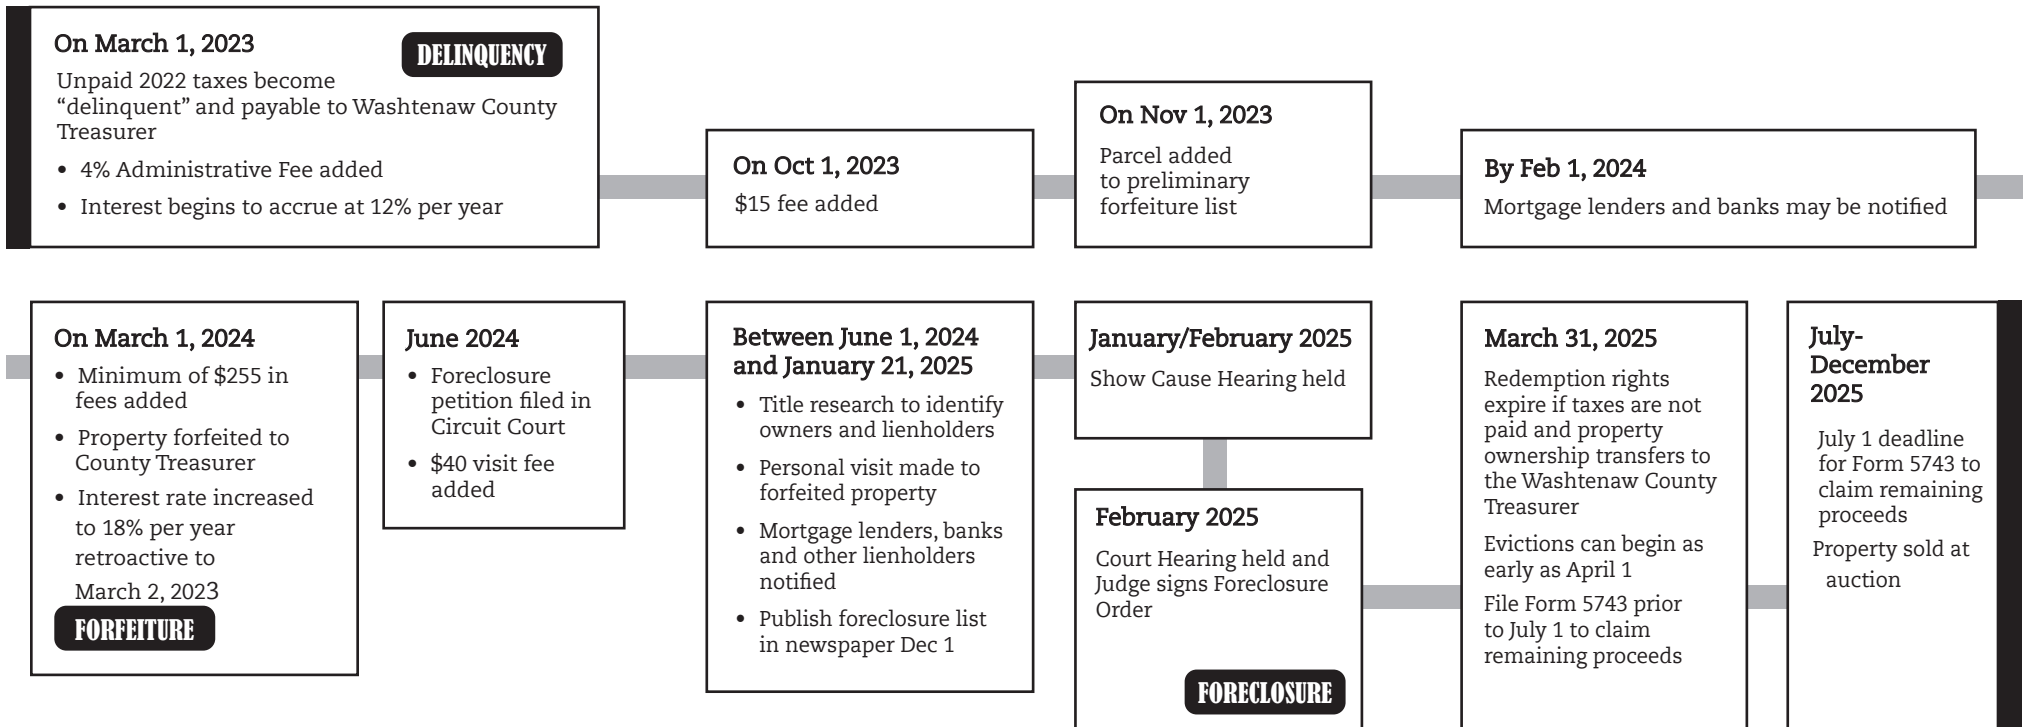 On March 1, 2023
DELINQUENCY
Unpaid 2022 taxes become
“delinquent” and payable to Washtenaw County
Treasurer
• 4% Administrative Fee added
• Interest begins to accrue at 12% per year
On Oct 1, 2023
$15 fee added
On Nov 1, 2023
Parcel added
to preliminary
forfeiture list
By Feb 1, 2024
Mortgage lenders and banks may be notified
On March 1, 2024
• Minimum of $255 in
fees added
• Property forfeited to
County Treasurer
• Interest rate increased
to 18% per year
retroactive to
March 2, 2023
FORFEITURE
June 2024
• Foreclosure
petition filed in
Circuit Court
• $40 visit fee
added
Between June 1, 2024
and January 21, 2025
• Title research to identify
owners and lienholders
• Personal visit made to
forfeited property
• Mortgage lenders, banks
and other lienholders
notified
• Publish foreclosure list
in newspaper Dec 1
January/February 2025
Show Cause Hearing held
February 2025
Court Hearing held and
Judge signs Foreclosure
Order
FORECLOSURE
March 31, 2025
Redemption rights
expire if taxes are not
paid and property
ownership transfers to
the Washtenaw County
Treasurer
Evictions can begin as
early as April 1
File Form 5743 prior
to July 1 to claim
remaining proceeds
July-
December
2025
July 1 deadline
for Form 5743 to
claim remaining
proceeds
Property sold at
auction